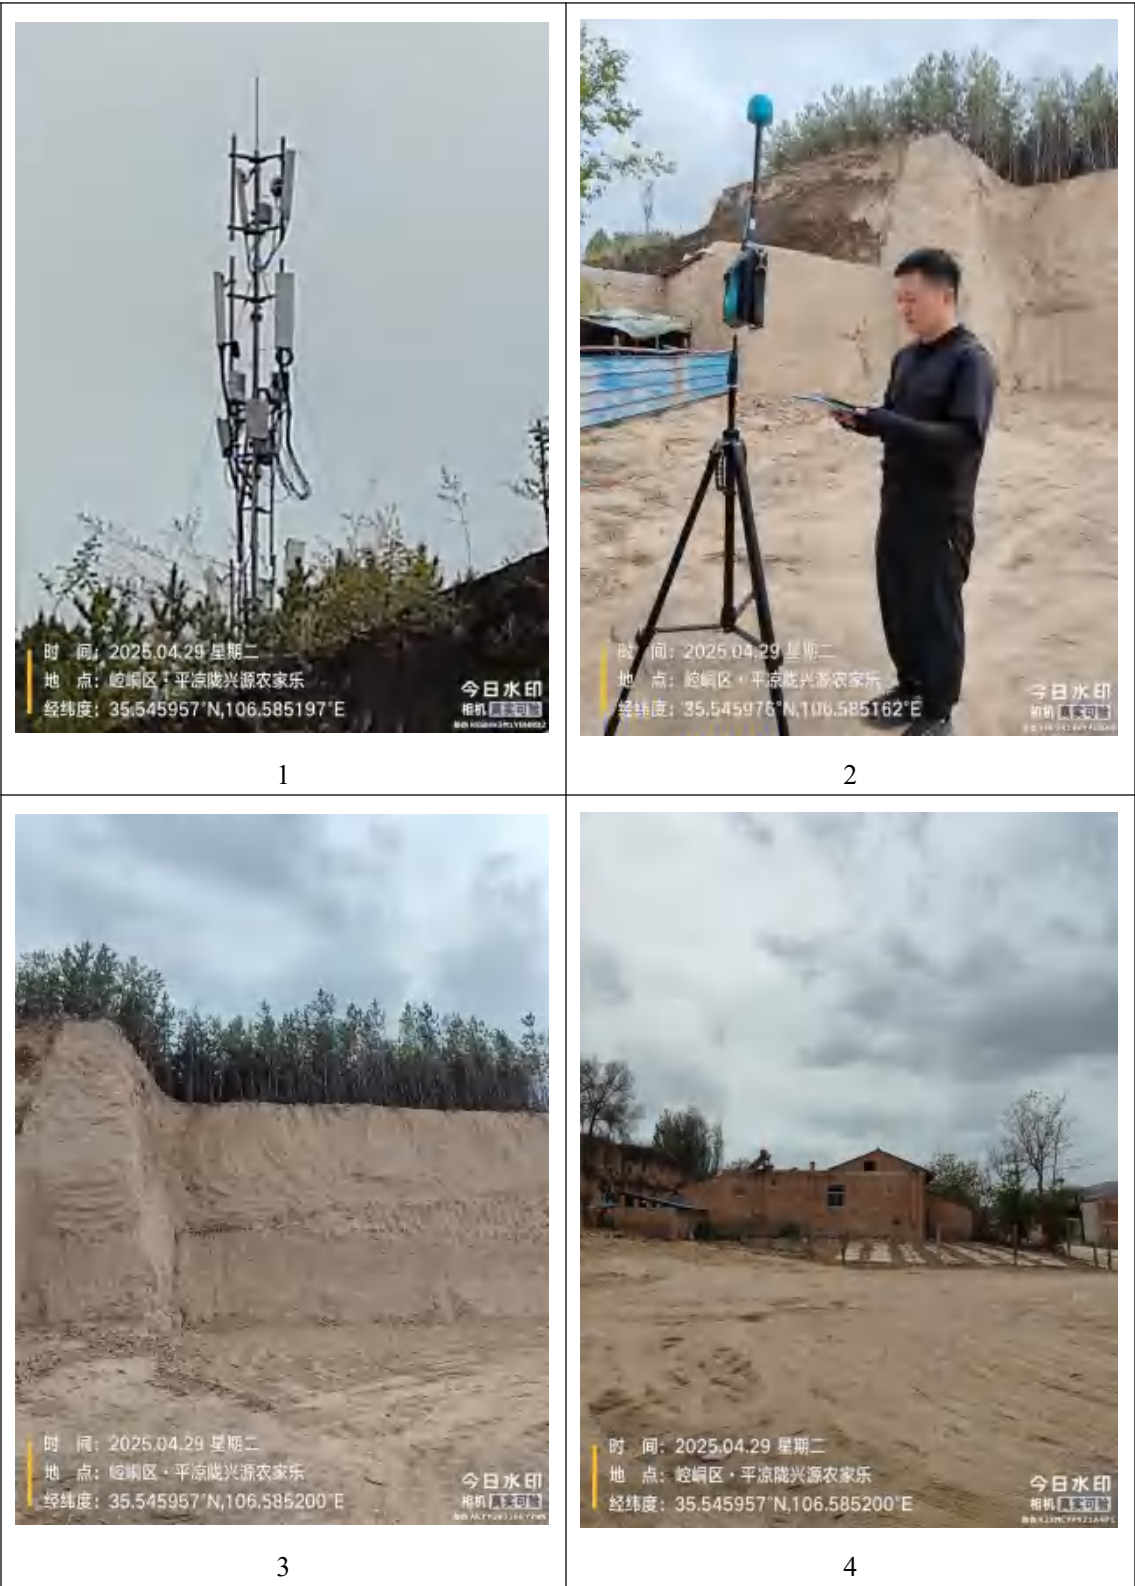 时 间: 2025.04.29 星期二
地 点: 崆峒区·平凉陇兴源农家乐
经纬度: 35.545957°N,106.585197°E
今日水印
相机 真实可验
1
时 间: 2025.04.29 星期二
地 点: 崆峒区·平凉陇兴源农家乐
经纬度: 35.545976°N,106.585162°E
今日水印
相机 真实可验
2
时 间: 2025.04.29 星期二
地 点: 崆峒区·平凉陇兴源农家乐
经纬度: 35.545957°N,106.585200°E
今日水印
相机 真实可验
3
时 间: 2025.04.29 星期二
地 点: 崆峒区·平凉陇兴源农家乐
经纬度: 35.545957°N,106.585200°E
今日水印
相机 真实可验
4